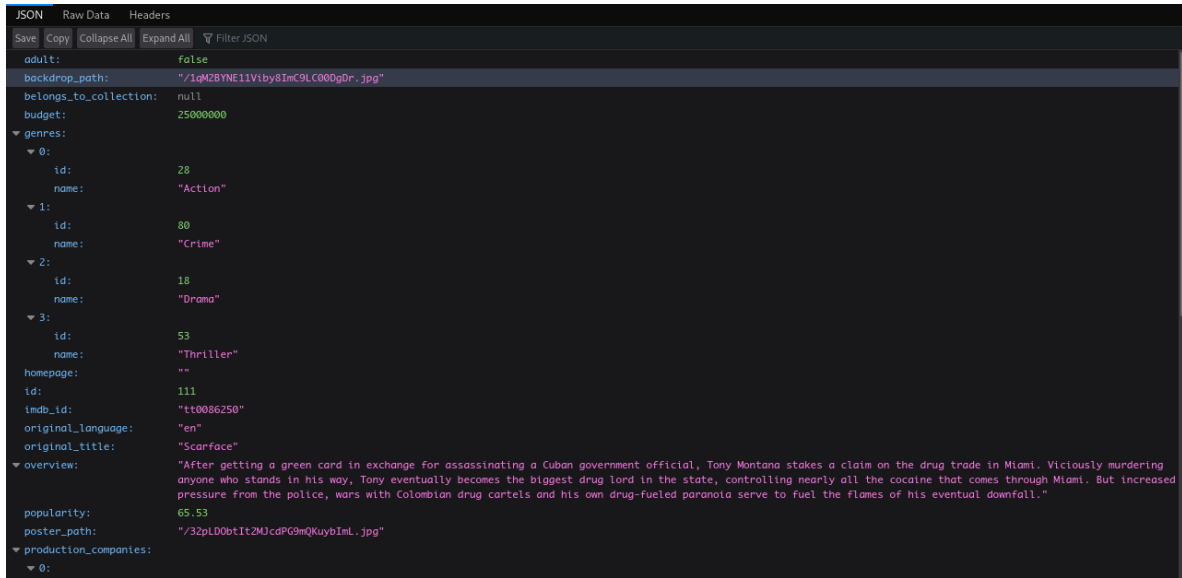 JSON Raw Data Headers
Save Copy Collapse All Expand All Filter JSON
adult: false
backdrop_path: "/1qM2BYNE11Viby8ImC9LC00DgDr.jpg"
belongs_to_collection: null
budget: 25000000
genres:
0:
id: 28
name: "Action"
1:
id: 80
name: "Crime"
2:
id: 18
name: "Drama"
3:
id: 53
name: "Thriller"
homepage: ""
id: 111
imdb_id: "tt0086250"
original_language: "en"
original_title: "Scarface"
overview: "After getting a green card in exchange for assassinating a Cuban government official, Tony Montana stakes a claim on the drug trade in Miami. Viciously murdering
anyone who stands in his way, Tony eventually becomes the biggest drug lord in the state, controlling nearly all the cocaine that comes through Miami. But increased
pressure from the police, wars with Colombian drug cartels and his own drug-fueled paranoia serve to fuel the flames of his eventual downfall."
popularity: 65.53
poster_path: "/32pLDObtIt2MJcdPG9mQKuybImL.jpg"
production_companies:
0: